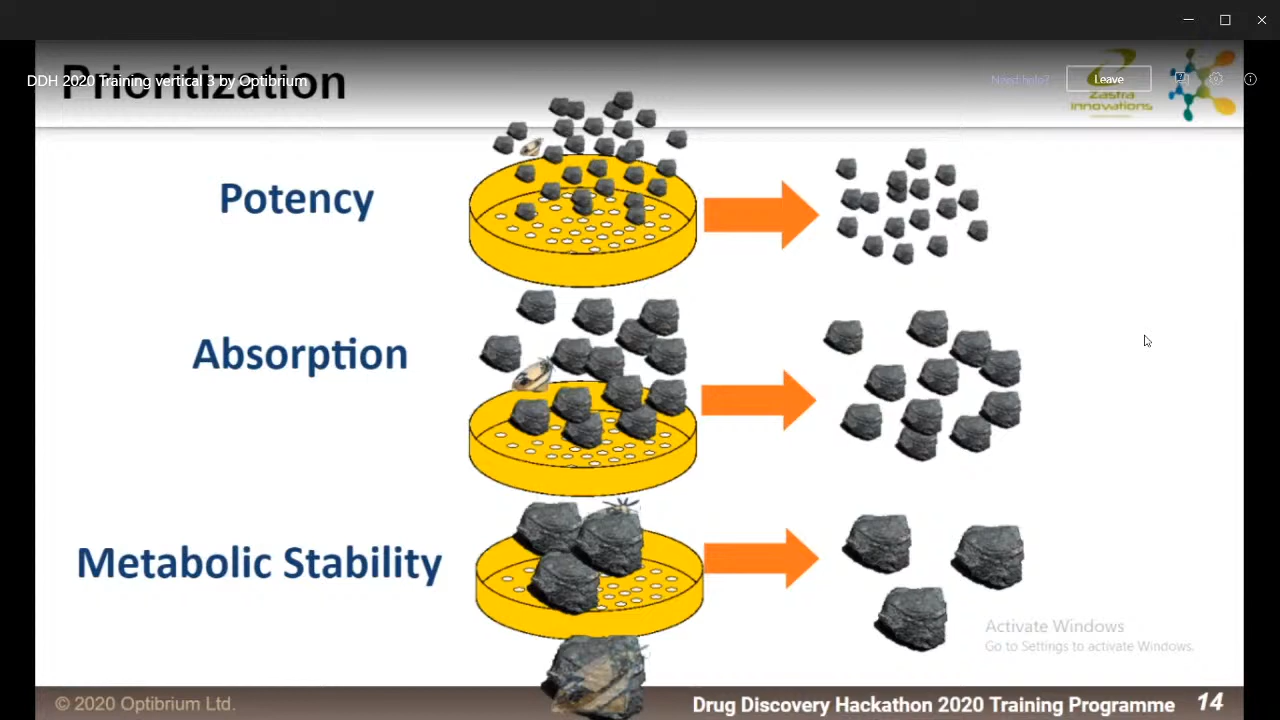 Prioritization
DDH 2020 Training vertical 3 by Optibrium
Need help?
Leave
Zastra
innovations
Potency
Absorption
Metabolic Stability
Activate Windows
Go to Settings to activate Windows.
© 2020 Optibrium Ltd.
Drug Discovery Hackathon 2020 Training Programme 14